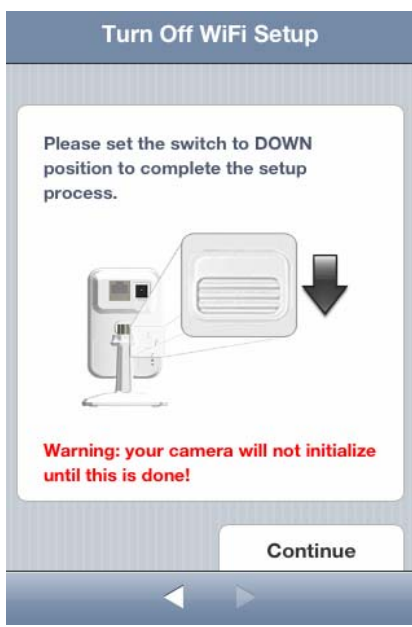 Turn Off WiFi Setup
Please set the switch to DOWN
position to complete the setup
process.
Warning: your camera will not initialize
until this is done!
Continue